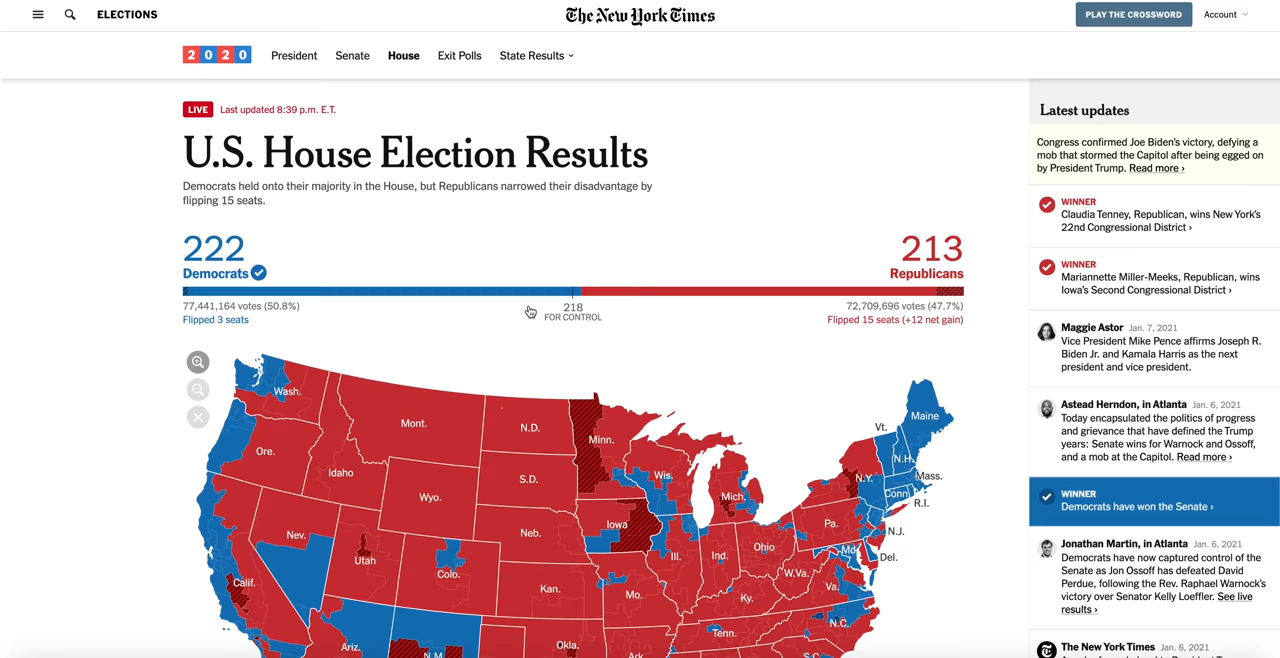 ELECTIONS
The New York Times
PLAY THE CROSSWORD
Account
2020
President
Senate
House
Exit Polls
State Results
LIVE
Last updated 8:39 p.m. E.T.
U.S. House Election Results
Democrats held onto their majority in the House, but Republicans narrowed their disadvantage by
flipping 15 seats.
222
Democrats
213
Republicans
77,441,164 votes (50.8%)
Flipped 3 seats
218
FOR CONTROL
72,709,696 votes (47.7%)
Flipped 15 seats (+12 net gain)
Wash.
Mont.
N.D.
Minn.
Vt.
Maine
Ore.
Idaho
S.D.
Wis.
N.H.
Wyo.
Mich.
N.Y.
Mass.
Conn
R.I.
Nev.
Neb.
Iowa
Pa.
N.J.
Utah
Colo.
Ill.
Ind.
Ohio
Md.
Del.
Calif.
Kan.
Mo.
W.Va.
Va.
Ky.
Ariz.
N.M.
Okla.
Ark.
Tenn.
N.C.
S.C.
Latest updates
Congress confirmed Joe Biden's victory, defying a
mob that stormed the Capitol after being egged on
by President Trump. Read more ›
WINNER
Claudia Tenney, Republican, wins New York's
22nd Congressional District ›
WINNER
Mariannette Miller-Meeks, Republican, wins
Iowa's Second Congressional District ›
Maggie Astor Jan. 7, 2021
Vice President Mike Pence affirms Joseph R.
Biden Jr. and Kamala Harris as the next
president and vice president.
Astead Herndon, in Atlanta Jan. 6, 2021
Today encapsulated the politics of progress
and grievance that have defined the Trump
years: Senate wins for Warnock and Ossoff,
and a mob at the Capitol. Read more ›
WINNER
Democrats have won the Senate ›
Jonathan Martin, in Atlanta Jan. 6, 2021
Democrats have now captured control of the
Senate as Jon Ossoff has defeated David
Perdue, following the Rev. Raphael Warnock's
victory over Senator Kelly Loeffler. See live
results ›
The New York Times Jan. 6, 2021